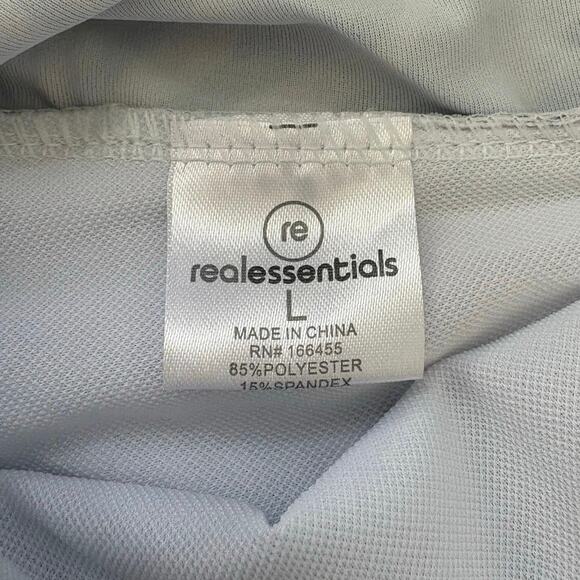 re
realessentials
L
MADE IN CHINA
RN# 166455
85%POLYESTER
15%SPANDEX